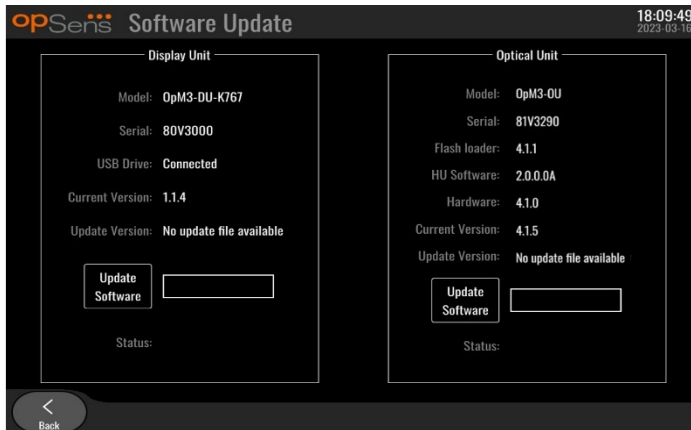 opSens Software Update
18:09:49
2023-03-16
Display Unit
Model: OpM3-DU-K767
Serial: 80V3000
USB Drive: Connected
Current Version: 1.1.4
Update Version: No update file available
Update
Software
Status:
Optical Unit
Model: OpM3-OU
Serial: 81V3290
Flash loader: 4.1.1
HU Software: 2.0.0.0A
Hardware: 4.1.0
Current Version: 4.1.5
Update Version: No update file available
Update
Software
Status:
Back